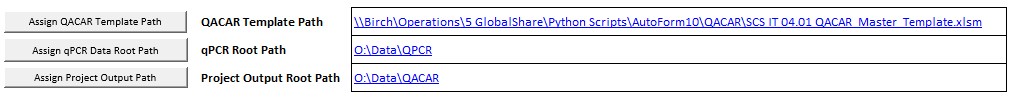 Assign QACAR Template Path QACAR Template Path \\Birch\Operations\5 GlobalShare\Python Scripts\AutoForm10\QACAR\SCS IT 04.01 QACAR_Master_Template.xlsm
Assign qPCR Data Root Path qPCR Root Path O:\Data\QPCR
Assign Project Output Path Project Output Root Path O:\Data\QACAR